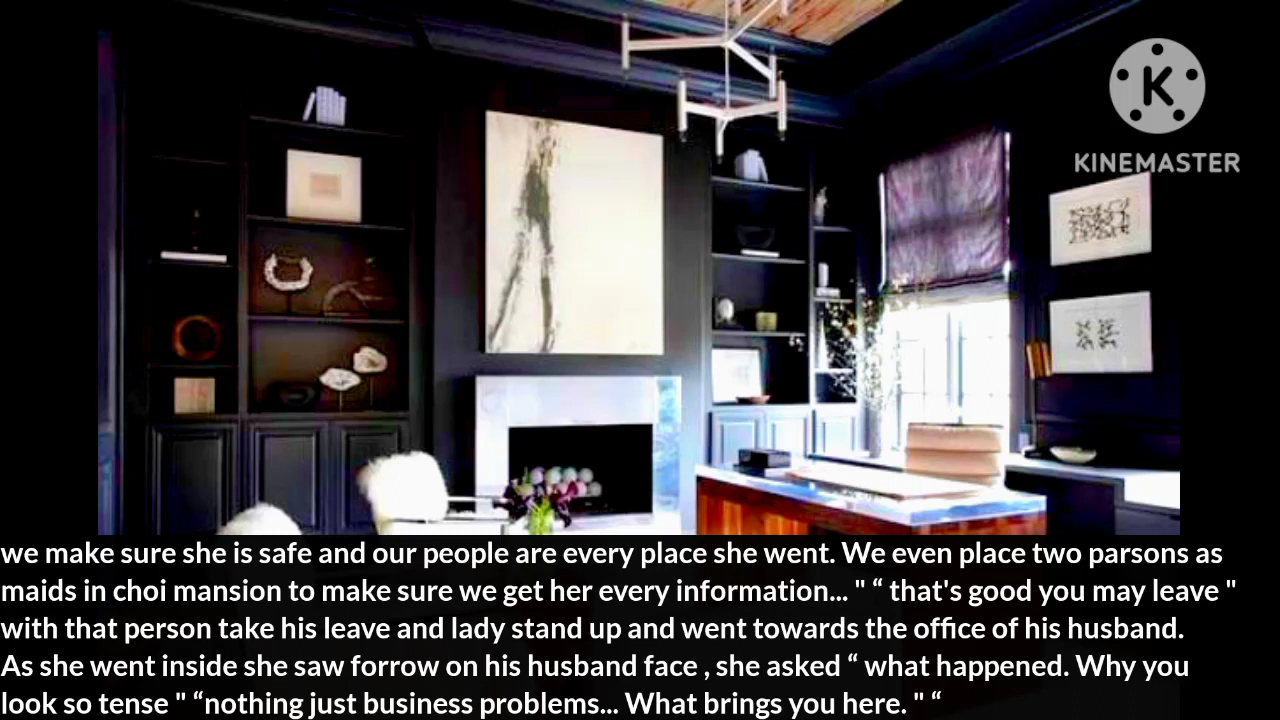 KINEMASTER
we make sure she is safe and our people are every place she went. We even place two parsons as
maids in choi mansion to make sure we get her every information... " “ that's good you may leave "
with that person take his leave and lady stand up and went towards the office of his husband.
As she went inside she saw forrow on his husband face , she asked “ what happened. Why you
look so tense " “nothing just business problems... What brings you here. " “